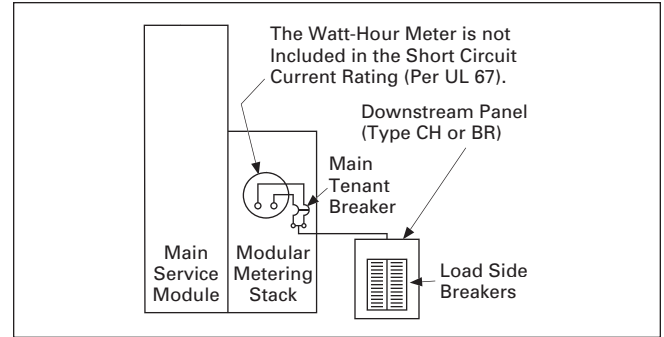 The Watt-Hour Meter is not
Included in the Short Circuit
Current Rating (Per UL 67).
Downstream Panel
(Type CH or BR)
Main
Tenant
Breaker
Main
Service
Module
Modular
Metering
Stack
Load Side
Breakers